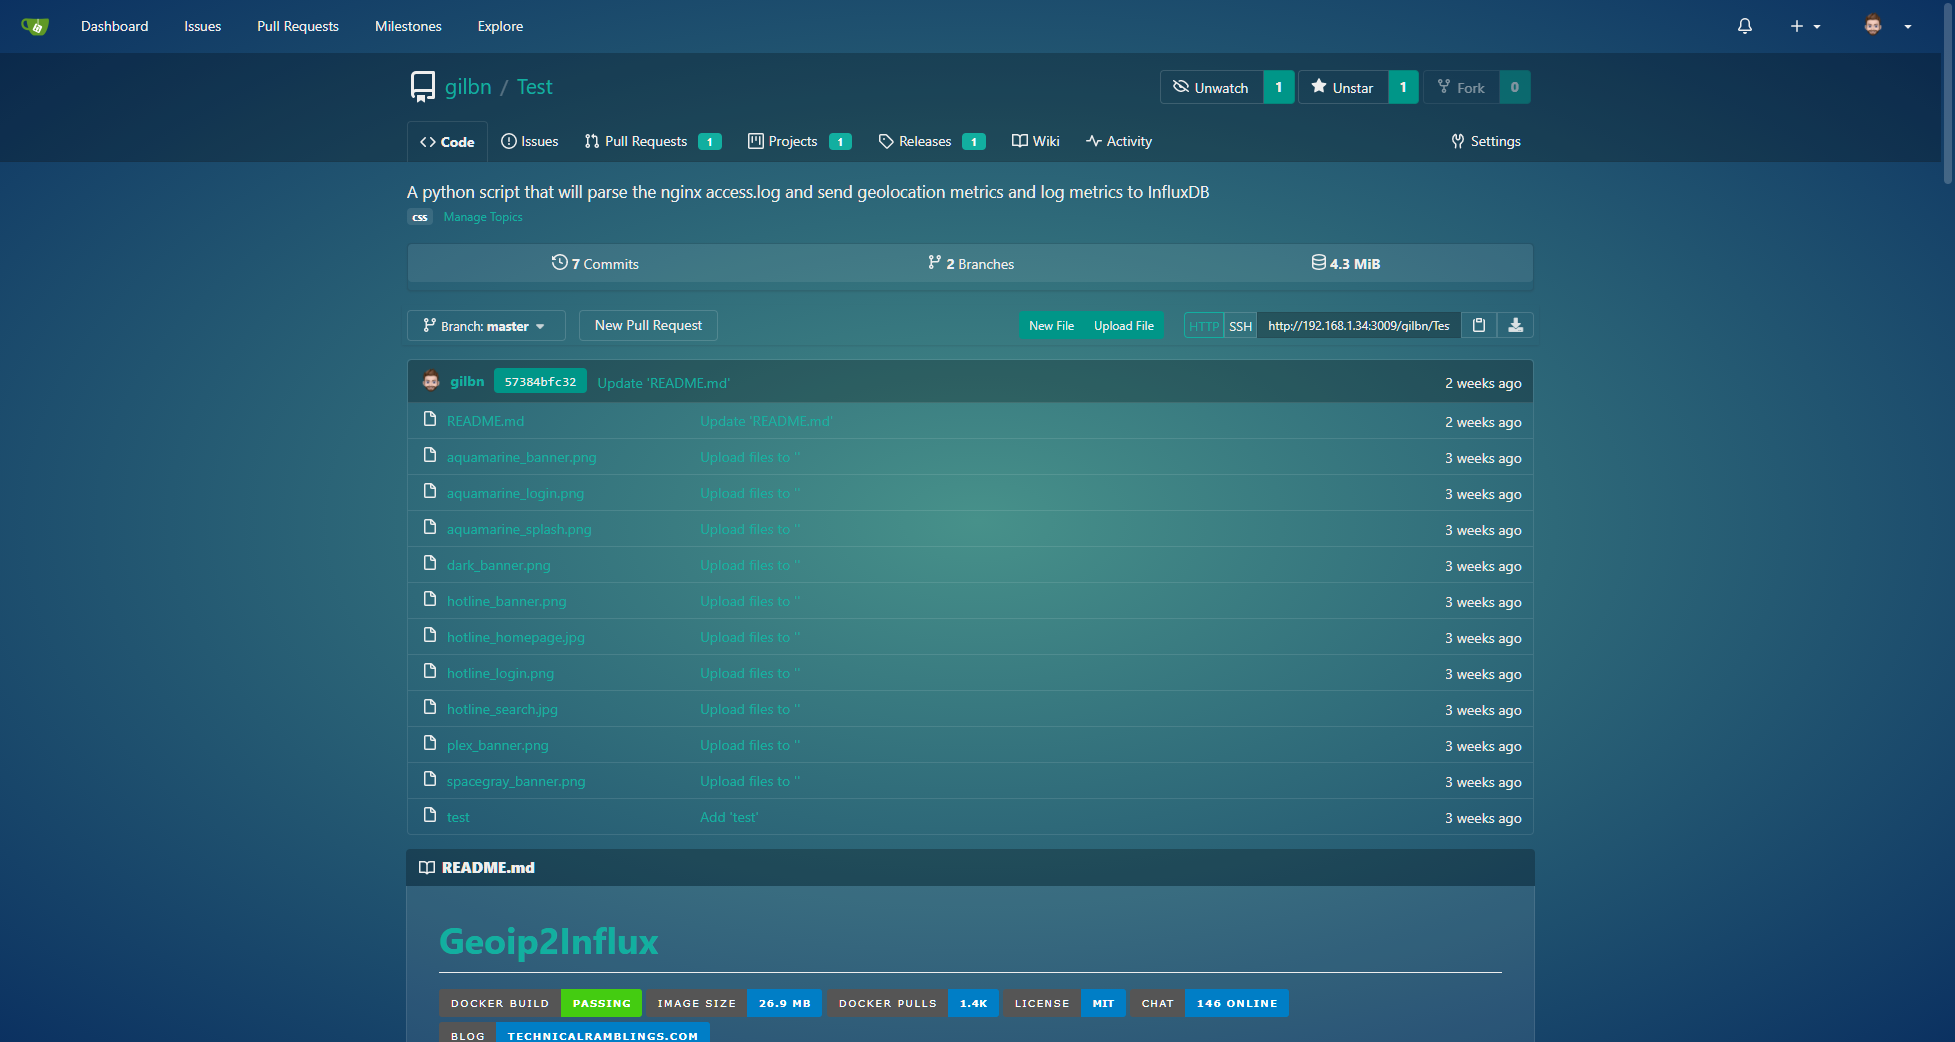 Dashboard Issues Pull Requests Milestones Explore
gilbn / Test Unwatch 1 Unstar 1 Fork 0
Code Issues Pull Requests 1 Projects 1 Releases 1 Wiki Activity Settings
A python script that will parse the nginx access.log and send geolocation metrics and log metrics to InfluxDB
css Manage Topics
7 Commits 2 Branches 4.3 MiB
Branch: master New Pull Request New File Upload File HTTP SSH http://192.168.1.34:3009/gilbn/Tes
gilbn 57384bfc32 Update 'README.md' 2 weeks ago
README.md Update 'README.md' 2 weeks ago
aquamarine_banner.png Upload files to '' 3 weeks ago
aquamarine_login.png Upload files to '' 3 weeks ago
aquamarine_splash.png Upload files to '' 3 weeks ago
dark_banner.png Upload files to '' 3 weeks ago
hotline_banner.png Upload files to '' 3 weeks ago
hotline_homepage.jpg Upload files to '' 3 weeks ago
hotline_login.png Upload files to '' 3 weeks ago
hotline_search.jpg Upload files to '' 3 weeks ago
plex_banner.png Upload files to '' 3 weeks ago
spacegray_banner.png Upload files to '' 3 weeks ago
test Add 'test' 3 weeks ago
README.md
Geoip2Influx
DOCKER BUILD PASSING IMAGE SIZE 26.9 MB DOCKER PULLS 1.4K LICENSE MIT CHAT 146 ONLINE
BLOG TECHNICALRAMBLINGS.COM